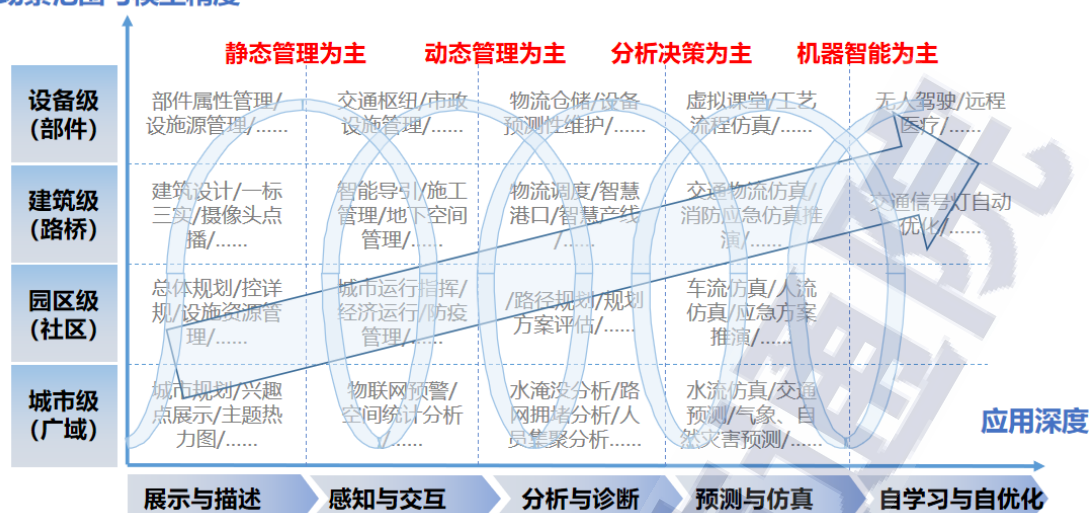 场景范围与模型精度
静态管理为主
动态管理为主
分析决策为主
机器智能为主
设备级
(部件)
部件属性管理/
设施源管理/......
交通枢纽/市政
设施管理/......
物流仓储/设备
预测性维护/......
虚拟课堂/工艺
流程仿真/......
无人驾驶/远程
医疗/......
建筑级
(路桥)
建筑设计/一标
三实/摄像头点
播/......
智能导引/施工
管理/地下空间
管理/......
物流调度/智慧
港口/智慧产线
/......
交通物流仿真/
消防应急仿真推
演/......
交通信号灯自动
优化/......
园区级
(社区)
总体规划/控详
规/设施资源管
理/......
城市运行指挥/
经济运行/防疫
管理/......
/路径规划/规划
方案评估/......
车流仿真/人流
仿真/应急方案
推演/......
城市级
(广域)
城市规划/兴趣
点展示/主题热
力图/......
物联网预警/
空间统计分析
/......
水淹没分析/路
网拥堵分析/人
员集聚分析......
水流仿真/交通
预测/气象、自
然灾害预测/......
应用深度
展示与描述
感知与交互
分析与诊断
预测与仿真
自学习与自优化